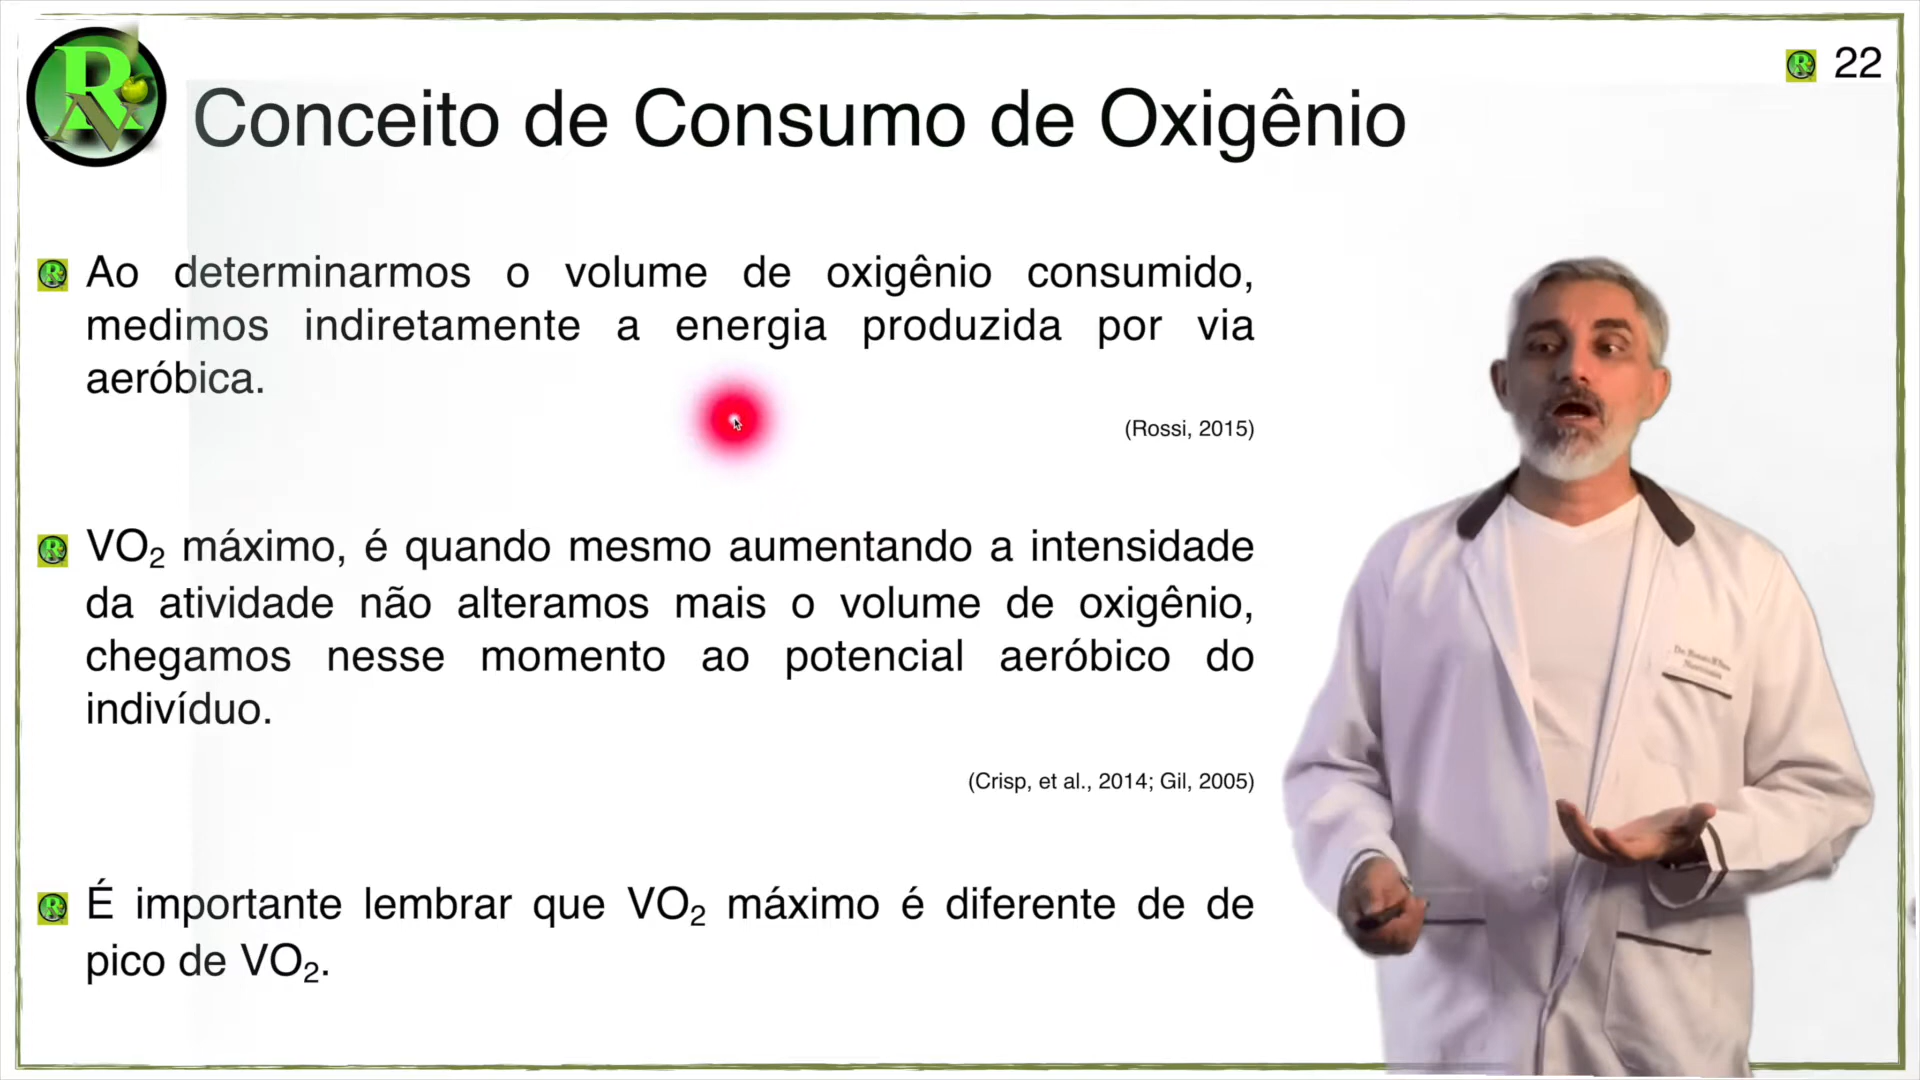 22
Conceito de Consumo de Oxigênio
Ao determinarmos o volume de oxigênio consumido,
medimos indiretamente a energia produzida por via
aeróbica.
(Rossi, 2015)
VO₂ máximo, é quando mesmo aumentando a intensidade
da atividade não alteramos mais o volume de oxigênio,
chegamos nesse momento ao potencial aeróbico do
indivíduo.
(Crisp, et al., 2014; Gil, 2005)
É importante lembrar que VO₂ máximo é diferente de de
pico de VO₂.